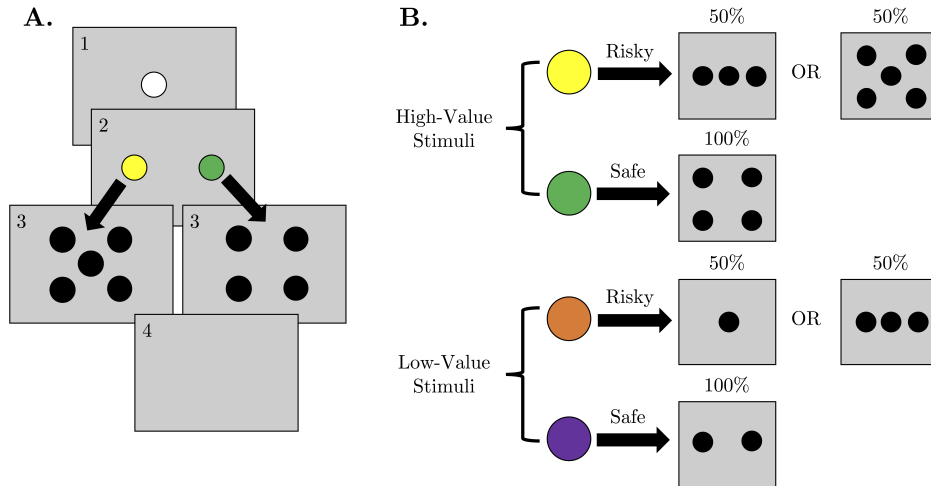 A.
1
2
3
3
4
B.
50%
50%
Risky
OR
High-Value
Stimuli
100%
Safe
50%
50%
Risky
OR
Low-Value
Stimuli
100%
Safe